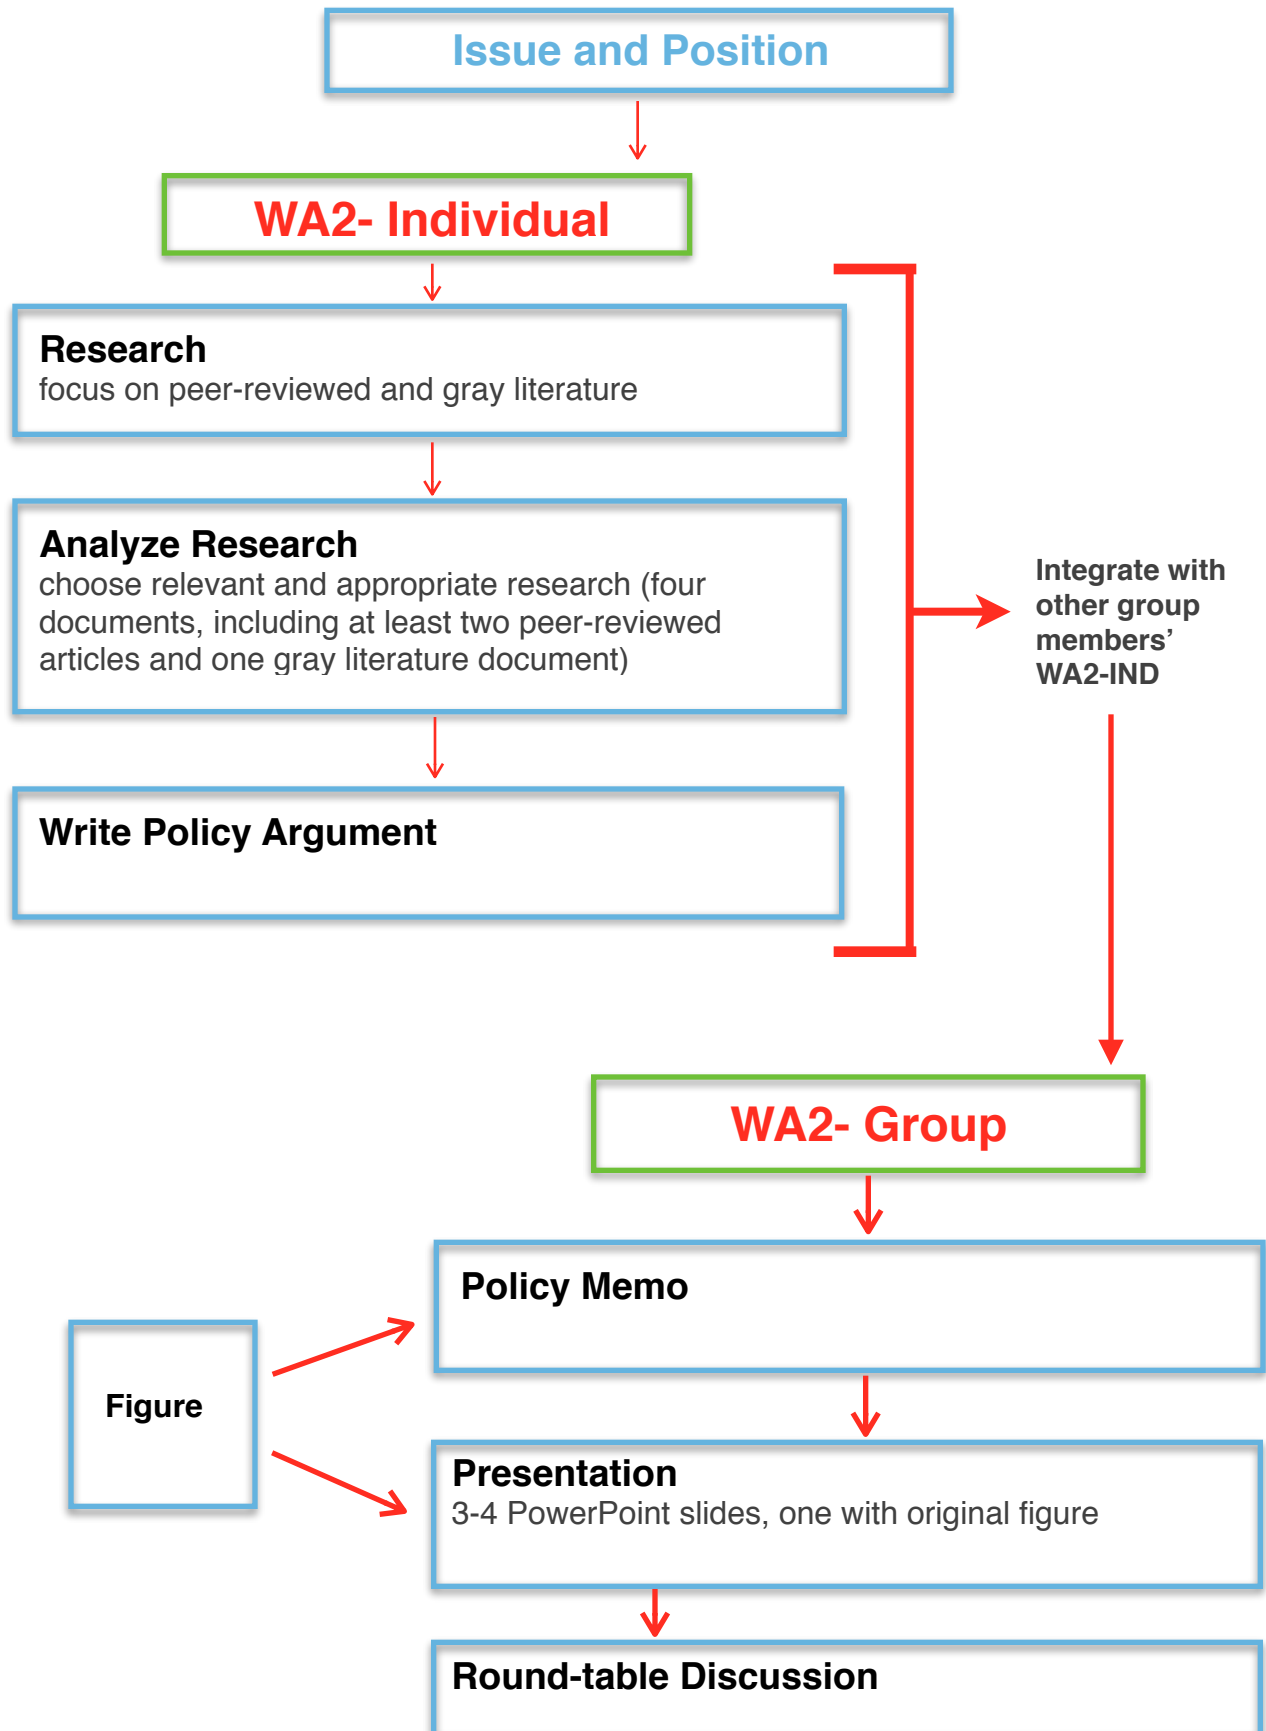 Issue and Position
WA2- Individual
Research
focus on peer-reviewed and gray literature
Analyze Research
choose relevant and appropriate research (four
documents, including at least two peer-reviewed
articles and one gray literature document)
Write Policy Argument
Integrate with
other group
members’
WA2-IND
WA2- Group
Policy Memo
Figure
Presentation
3-4 PowerPoint slides, one with original figure
Round-table Discussion